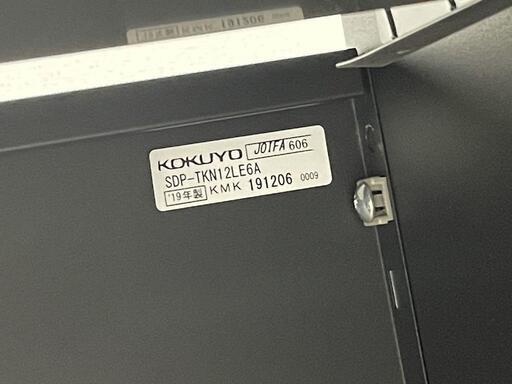 KOKUYO JOIFA 606
SDP-TKN12LE6A
'19年製 KMK 191206 0009